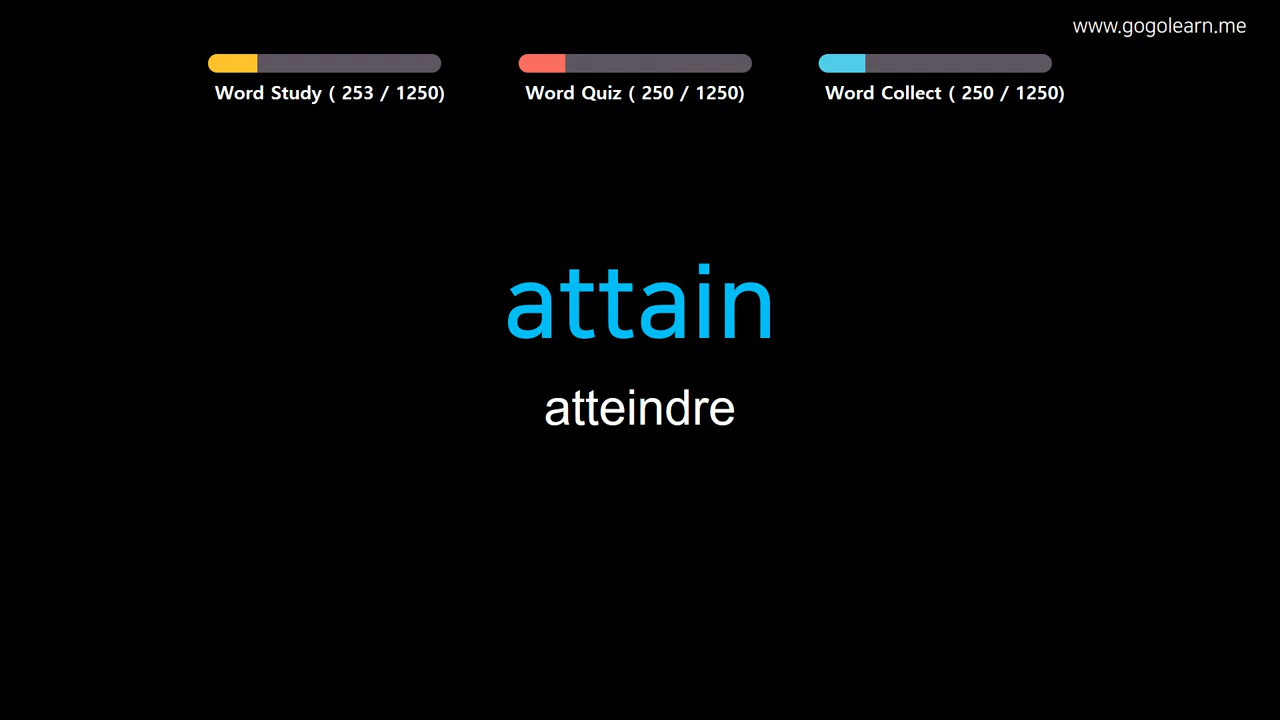 www.gogolearn.me
Word Study ( 253 / 1250)
Word Quiz ( 250 / 1250)
Word Collect ( 250 / 1250)
attain
atteindre